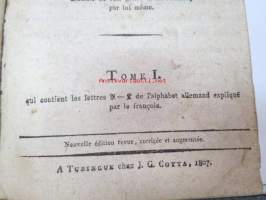 par lui même.
TOME I.
qui contient les lettres A—L de l'alphabet allemand expliqué
par le françois.
Nouvelle édition revue, corrigée et augmentée.
A TUBINGUE chez J. G. COTTA, 1807.